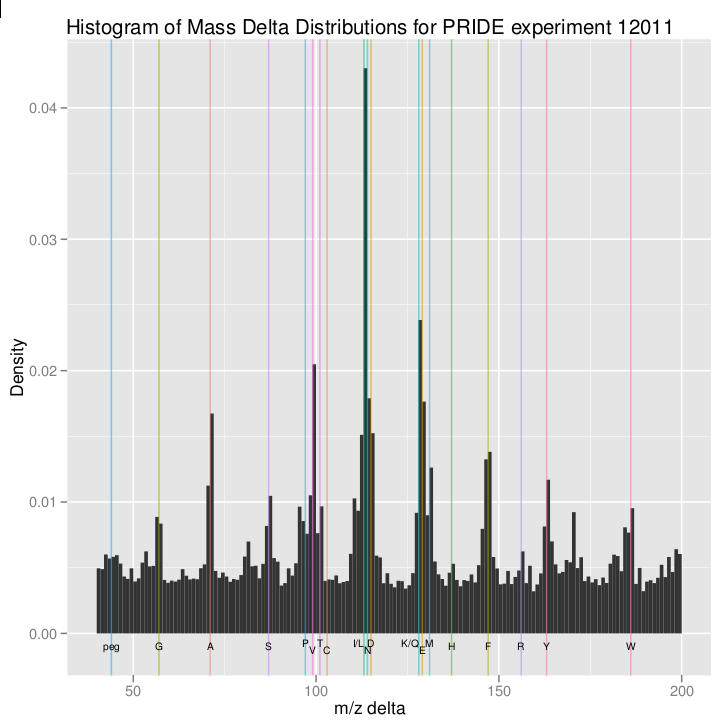 Histogram of Mass Delta Distributions for PRIDE experiment 12011
0.04
0.03
0.02
0.01
0.00
Density
peg G A S P V T C I/L N D K/Q E M H F R Y W
50 100 150 200
m/z delta